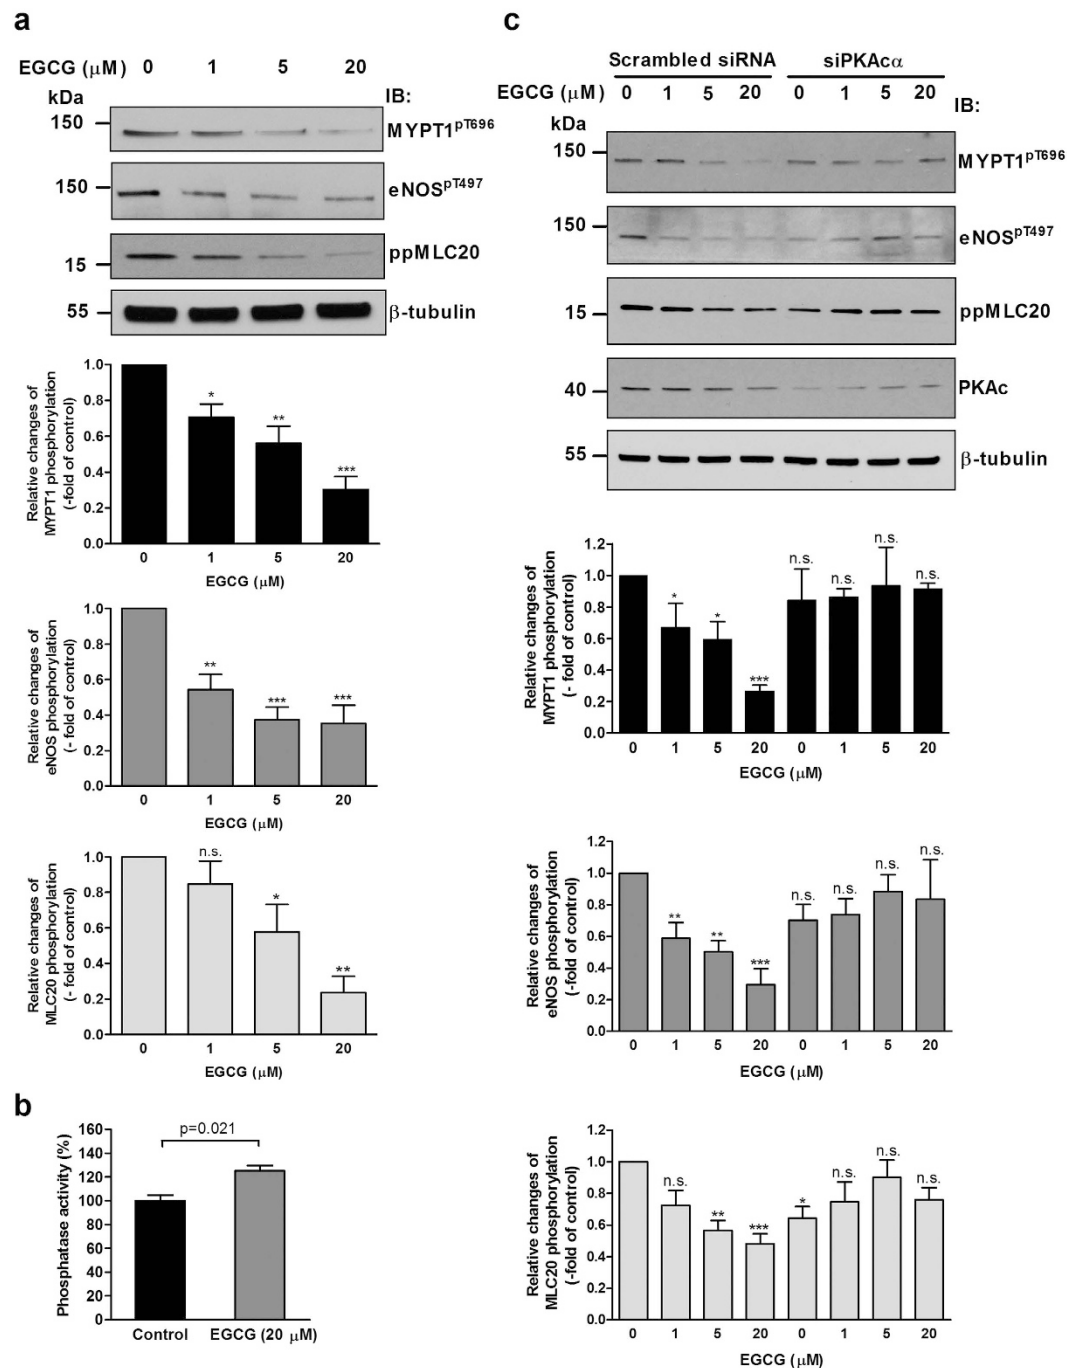 a
EGCG (μM) 0 1 5 20
kDa
IB:
150
MYPT1pT696
150
eNOSpT497
15
ppMLC20
55
β-tubulin
Relative changes of
MYPT1 phosphorylation
(-fold of control)
1.0
0.8
0.6
0.4
0.2
0.0
* ** ***
0 1 5 20
EGCG (μM)
Relative changes of
eNOS phosphorylation
(- fold of control)
1.0
0.8
0.6
0.4
0.2
0.0
** *** ***
0 1 5 20
EGCG (μM)
Relative changes of
MLC20 phosphorylation
(- fold of control)
1.0
0.8
0.6
0.4
0.2
0.0
n.s. * **
0 1 5 20
EGCG (μM)
b
Phosphatase activity (%)
160
140
120
100
80
60
40
20
0
p=0.021
Control EGCG (20 μM)
c
Scrambled siRNA siPKAcα
EGCG (μM) 0 1 5 20 0 1 5 20
IB:
kDa
150
MYPT1pT696
150
eNOSpT497
15
ppMLC20
40
PKAc
55
β-tubulin
Relative changes of
MYPT1 phosphorylation
(- fold of control)
1.2
1.0
0.8
0.6
0.4
0.2
0.0
* * *** n.s. n.s. n.s. n.s.
0 1 5 20 0 1 5 20
EGCG (μM)
Relative changes of
eNOS phosphorylation
(-fold of control)
1.2
1.0
0.8
0.6
0.4
0.2
0.0
** ** *** n.s. n.s. n.s. n.s.
0 1 5 20 0 1 5 20
EGCG (μM)
Relative changes of
MLC20 phosphorylation
(-fold of control)
1.2
1.0
0.8
0.6
0.4
0.2
0.0
n.s. ** *** * n.s. n.s. n.s.
0 1 5 20 0 1 5 20
EGCG (μM)